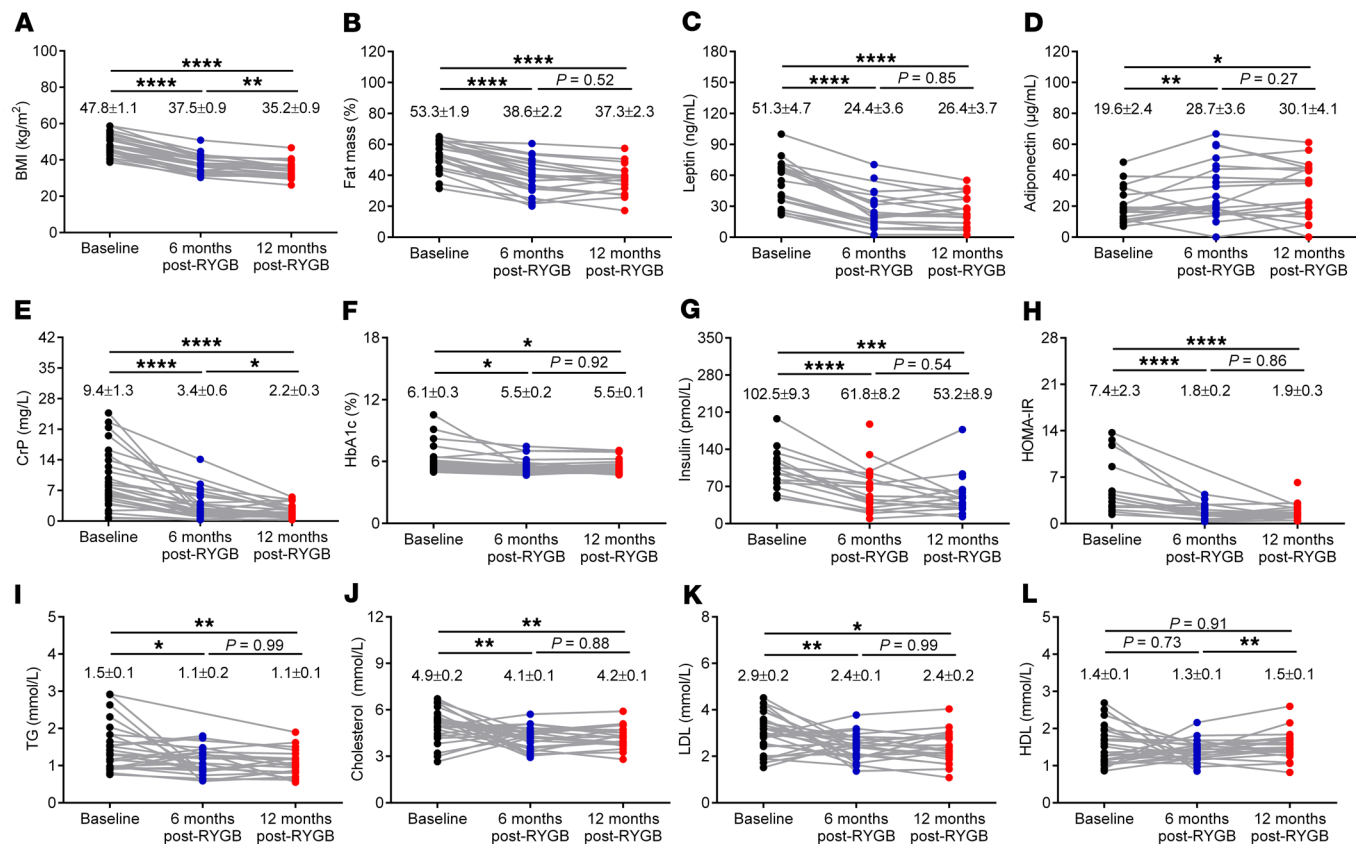 A
BMI (kg/m²)
100
80
60
40
20
0
****
****
**
47.8±1.1
37.5±0.9
35.2±0.9
Baseline
6 months
post-RYGB
12 months
post-RYGB
B
Fat mass (%)
120
100
80
60
40
20
0
****
****
P = 0.52
53.3±1.9
38.6±2.2
37.3±2.3
Baseline
6 months
post-RYGB
12 months
post-RYGB
C
Leptin (ng/mL)
180
150
120
90
60
30
0
****
****
P = 0.85
51.3±4.7
24.4±3.6
26.4±3.7
Baseline
6 months
post-RYGB
12 months
post-RYGB
D
Adiponectin (µg/mL)
120
100
80
60
40
20
0
*
**
P = 0.27
19.6±2.4
28.7±3.6
30.1±4.1
Baseline
6 months
post-RYGB
12 months
post-RYGB
E
CrP (mg/L)
42
35
28
21
14
7
0
****
****
*
9.4±1.3
3.4±0.6
2.2±0.3
Baseline
6 months
post-RYGB
12 months
post-RYGB
F
HbA1c (%)
18
12
6
0
*
*
P = 0.92
6.1±0.3
5.5±0.2
5.5±0.1
Baseline
6 months
post-RYGB
12 months
post-RYGB
G
Insulin (pmol/L)
350
280
210
140
70
0
***
****
P = 0.54
102.5±9.3
61.8±8.2
53.2±8.9
Baseline
6 months
post-RYGB
12 months
post-RYGB
H
HOMA-IR
28
21
14
7
0
****
****
P = 0.86
7.4±2.3
1.8±0.2
1.9±0.3
Baseline
6 months
post-RYGB
12 months
post-RYGB
I
TG (mmol/L)
5
4
3
2
1
0
**
*
P = 0.99
1.5±0.1
1.1±0.2
1.1±0.1
Baseline
6 months
post-RYGB
12 months
post-RYGB
J
Cholesterol (mmol/L)
12
9
6
3
0
**
**
P = 0.88
4.9±0.2
4.1±0.1
4.2±0.1
Baseline
6 months
post-RYGB
12 months
post-RYGB
K
LDL (mmol/L)
8
6
4
2
0
*
**
P = 0.99
2.9±0.2
2.4±0.1
2.4±0.2
Baseline
6 months
post-RYGB
12 months
post-RYGB
L
HDL (mmol/L)
5
4
3
2
1
0
P = 0.91
P = 0.73
**
1.4±0.1
1.3±0.1
1.5±0.1
Baseline
6 months
post-RYGB
12 months
post-RYGB